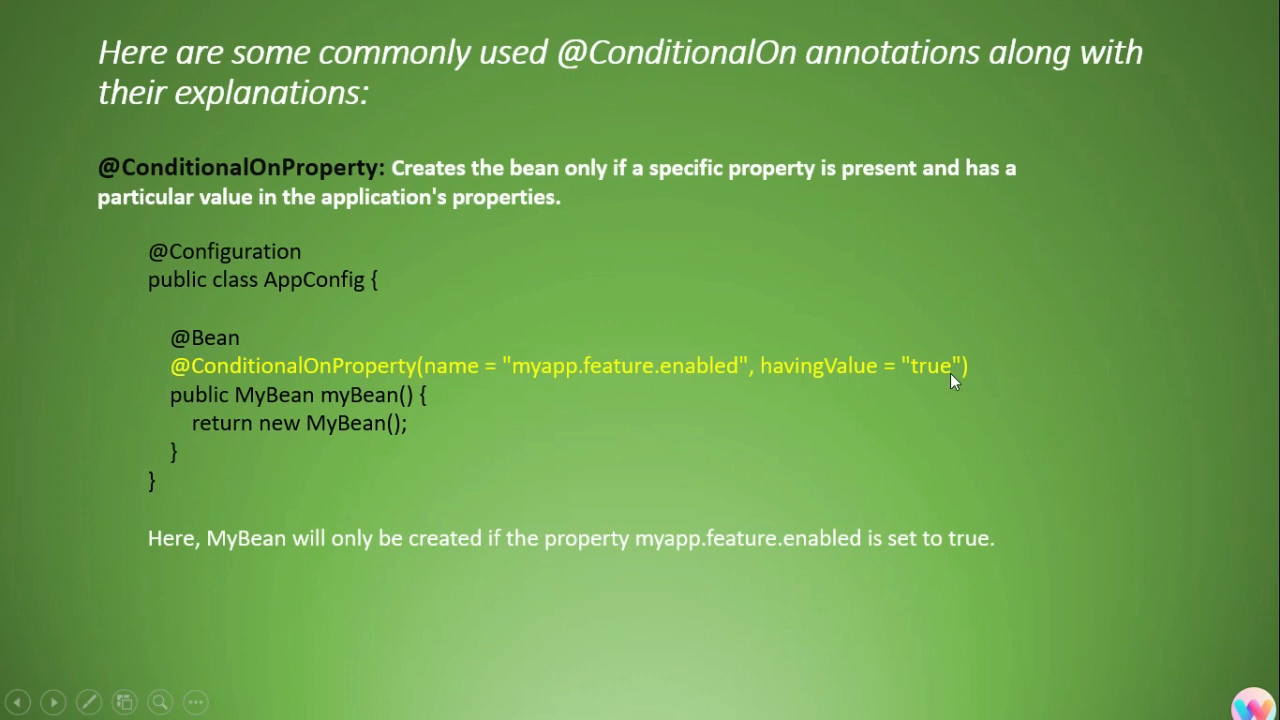 Here are some commonly used @ConditionalOn annotations along with
their explanations:
@ConditionalOnProperty: Creates the bean only if a specific property is present and has a
particular value in the application's properties.
@Configuration
public class AppConfig {
@Bean
@ConditionalOnProperty(name = "myapp.feature.enabled", havingValue = "true")
public MyBean myBean() {
return new MyBean();
}
}
Here, MyBean will only be created if the property myapp.feature.enabled is set to true.